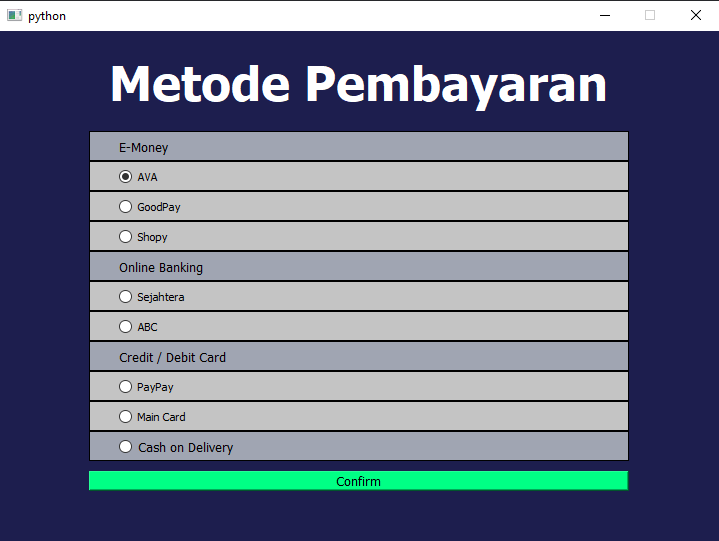 python
Metode Pembayaran
E-Money
AVA
GoodPay
Shopy
Online Banking
Sejahtera
ABC
Credit / Debit Card
PayPay
Main Card
Cash on Delivery
Confirm